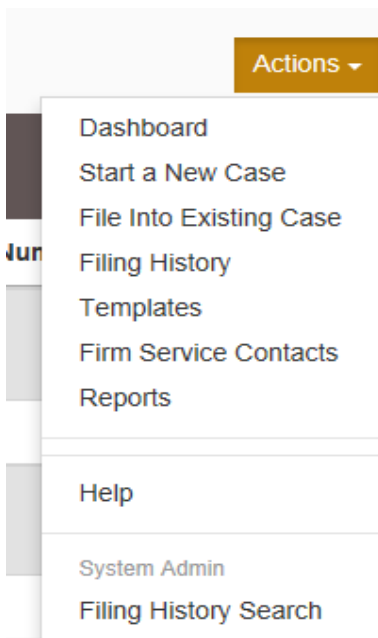 Actions
Dashboard
Start a New Case
File Into Existing Case
Filing History
Templates
Firm Service Contacts
Reports
Help
System Admin
Filing History Search